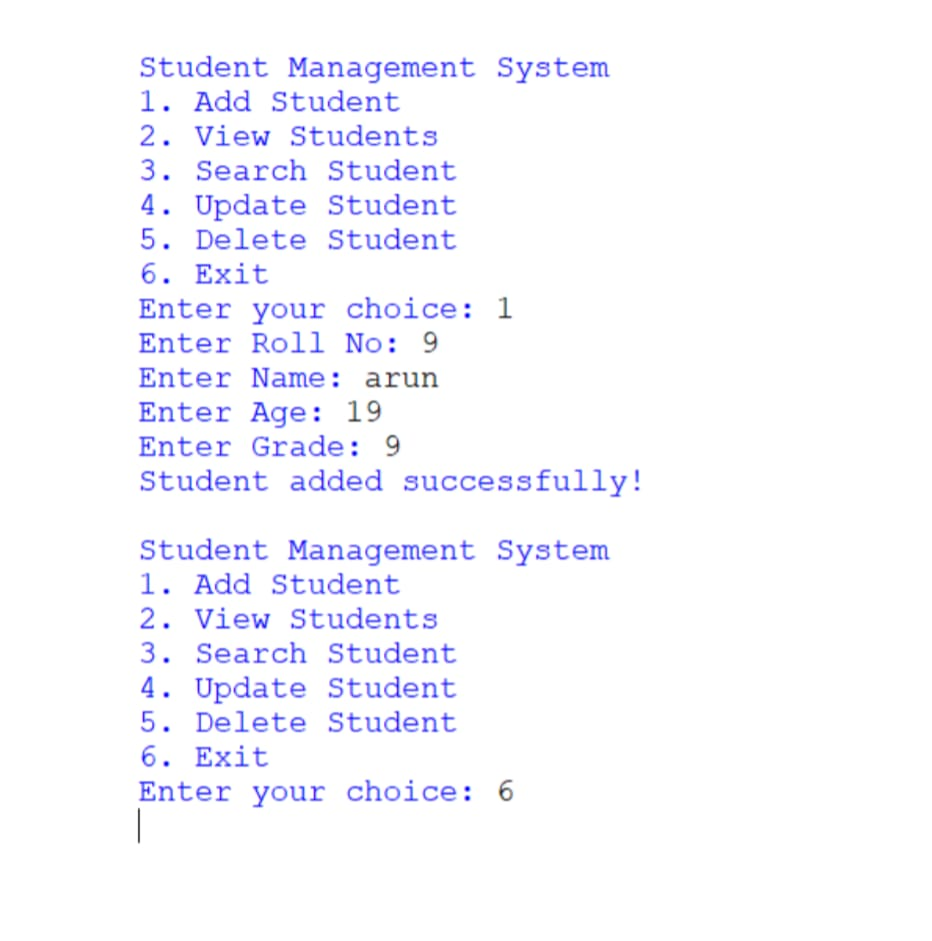 Student Management System
1. Add Student
2. View Students
3. Search Student
4. Update Student
5. Delete Student
6. Exit
Enter your choice: 1
Enter Roll No: 9
Enter Name: arun
Enter Age: 19
Enter Grade: 9
Student added successfully!

Student Management System
1. Add Student
2. View Students
3. Search Student
4. Update Student
5. Delete Student
6. Exit
Enter your choice: 6